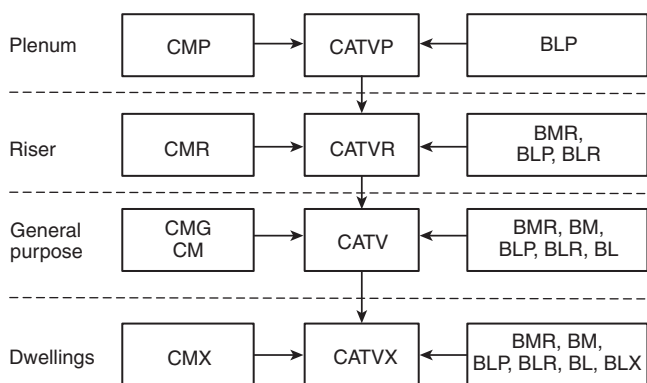 Plenum
CMP
CATVP
BLP
Riser
CMR
CATVR
BMR,
BLP, BLR
General
purpose
CMG
CM
CATV
BMR, BM,
BLP, BLR, BL
Dwellings
CMX
CATVX
BMR, BM,
BLP, BLR, BL, BLX